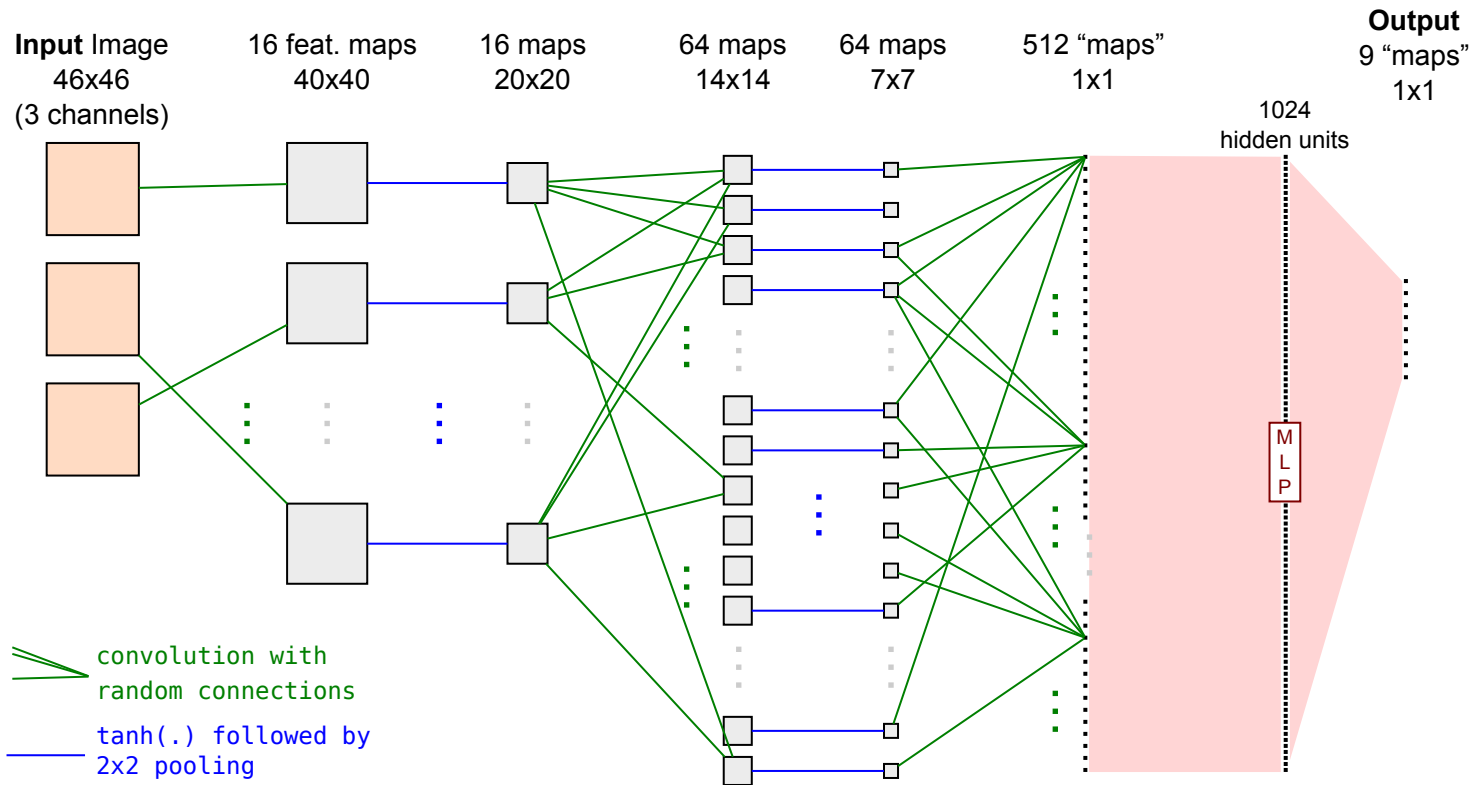 Input Image
46x46
(3 channels)
16 feat. maps
40x40
16 maps
20x20
64 maps
14x14
64 maps
7x7
512 “maps”
1x1
1024
hidden units
Output
9 “maps”
1x1
M
L
P
convolution with
random connections
tanh(.) followed by
2x2 pooling